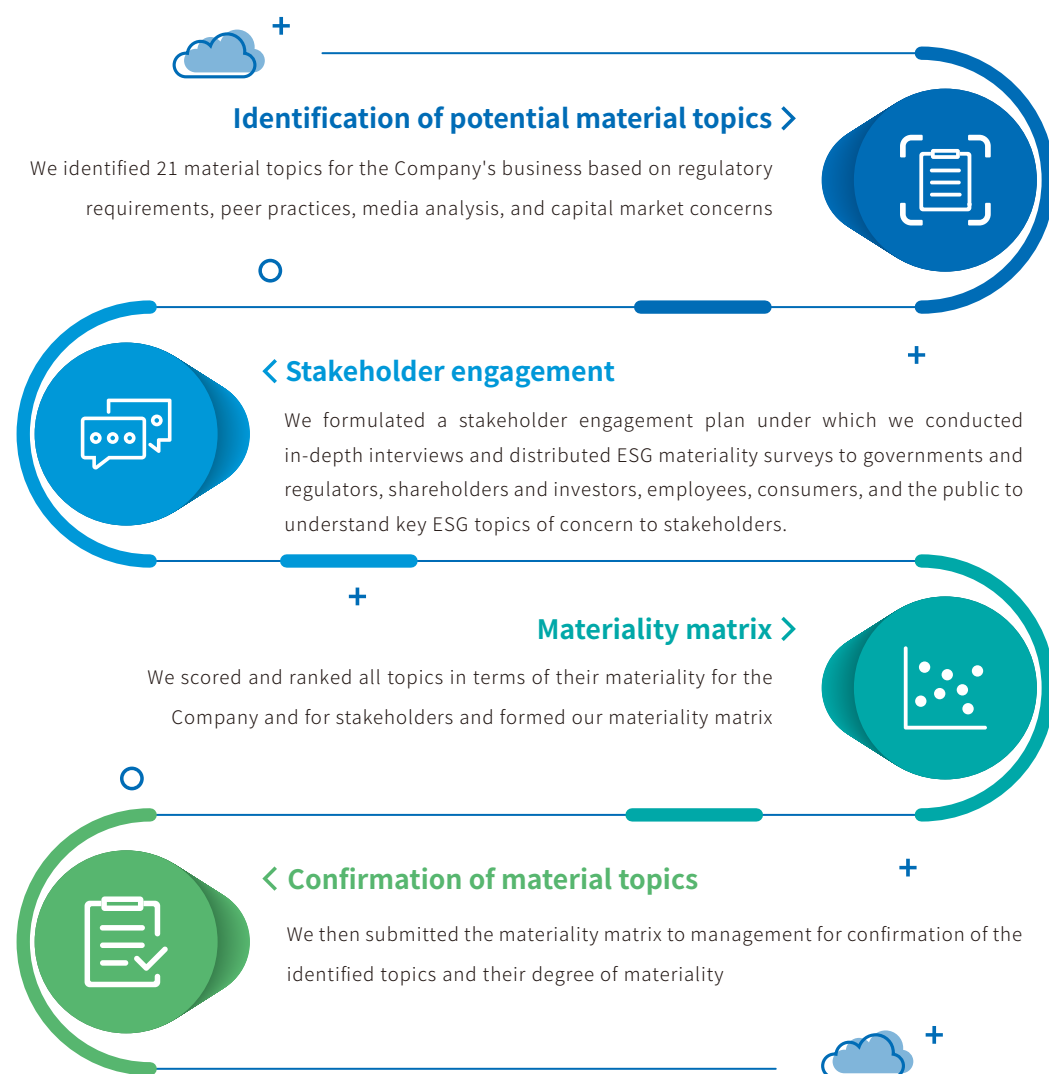 Identification of potential material topics
We identified 21 material topics for the Company's business based on regulatory
requirements, peer practices, media analysis, and capital market concerns
Stakeholder engagement
We formulated a stakeholder engagement plan under which we conducted
in-depth interviews and distributed ESG materiality surveys to governments and
regulators, shareholders and investors, employees, consumers, and the public to
understand key ESG topics of concern to stakeholders.
Materiality matrix
We scored and ranked all topics in terms of their materiality for the
Company and for stakeholders and formed our materiality matrix
Confirmation of material topics
We then submitted the materiality matrix to management for confirmation of the
identified topics and their degree of materiality